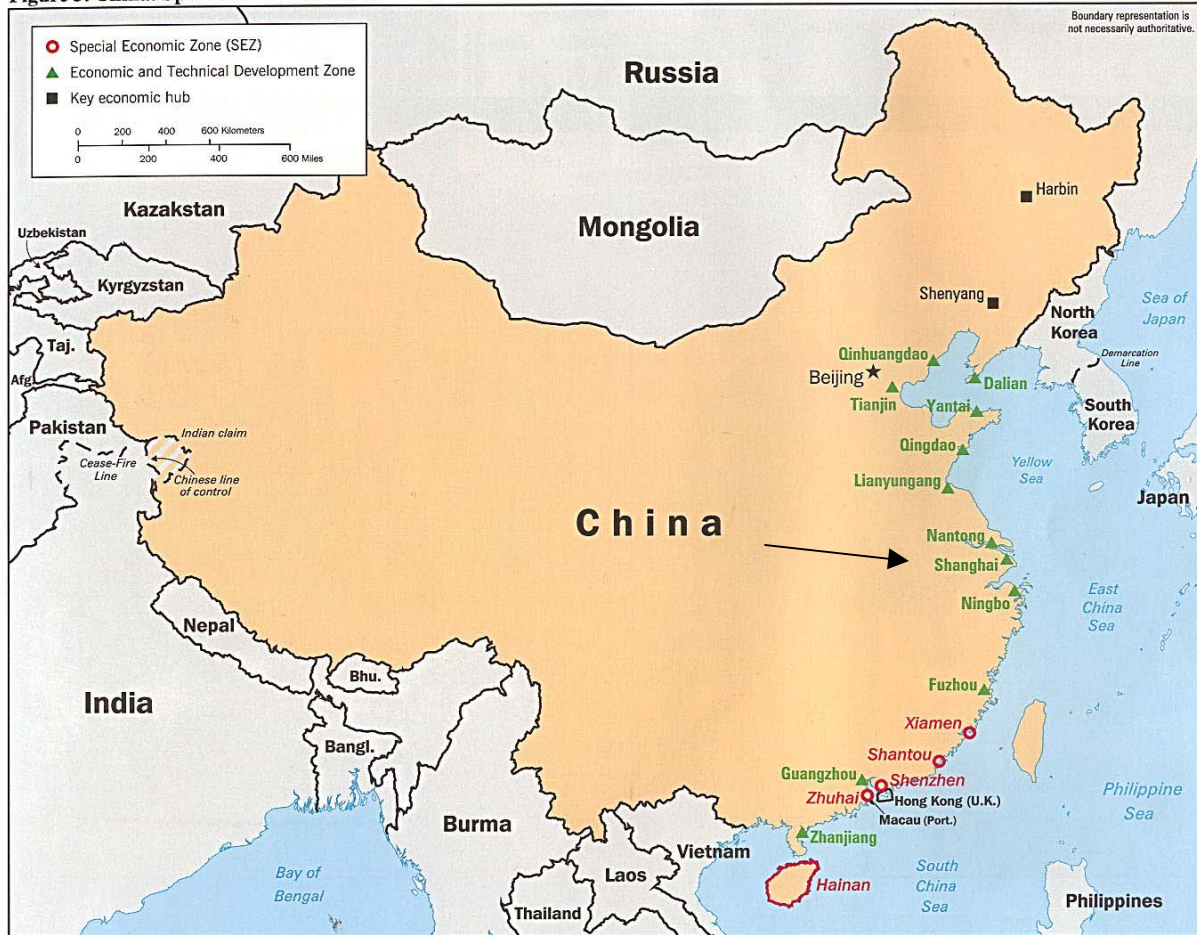 Boundary representation is
not necessarily authoritative.
Special Economic Zone (SEZ)
Economic and Technical Development Zone
Key economic hub
0 200 400 600 Kilometers
0 200 400 600 Miles
Russia
Kazakstan
Mongolia
Harbin
Uzbekistan
Kyrgyzstan
Shenyang
Sea of
Japan
North
Korea
Taj.
Demarcation
Line
Qinhuangdao
Beijing
Dalian
Afg
Tianjin
Yantai
South
Korea
Pakistan
Indian claim
Qingdao
Cease-Fire
Line
Chinese line
of control
Yellow
Sea
Lianyungang
Japan
China
Nantong
Shanghai
Ningbo
East
China
Sea
Nepal
Bhu.
India
Fuzhou
Xiamen
Bangl.
Shantou
Guangzhou
Shenzhen
Zhuhai
Hong Kong (U.K.)
Macau (Port.)
Philippine
Sea
Burma
Zhanjiang
Vietnam
Laos
Bay of
Bengal
Hainan
South
China
Sea
Thailand
Philippines